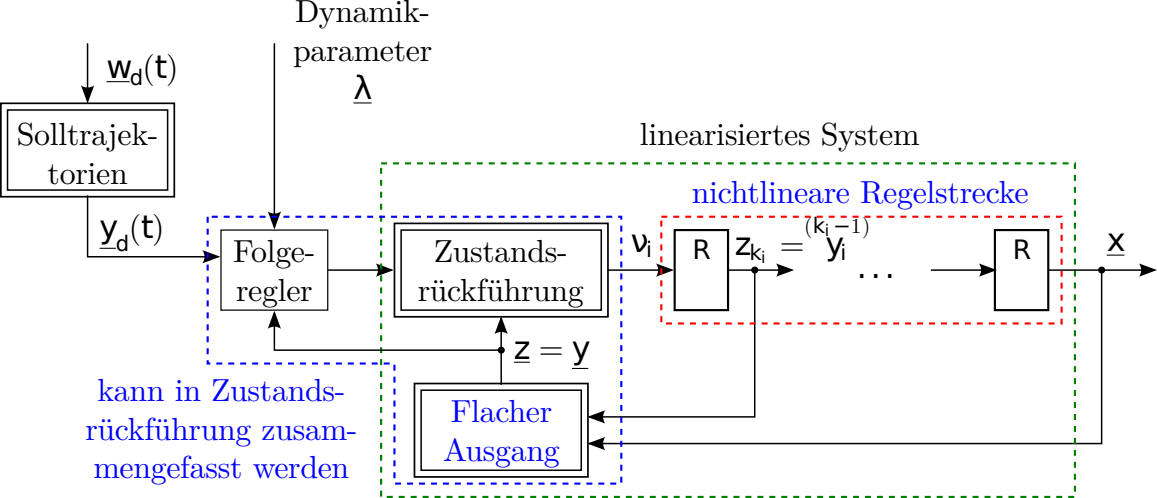 Dynamik-
parameter
λ
w_d(t)
Solltrajek-
torien
linearisiertes System
nichtlineare Regelstrecke
y_d(t)
Folge-
regler
Zustands-
rückführung
ν_i
R
z_{k_i} = y_i^{(k_i−1)}
...
R
x
z = y
kann in Zustands-
rückführung zusam-
mengefasst werden
Flacher
Ausgang